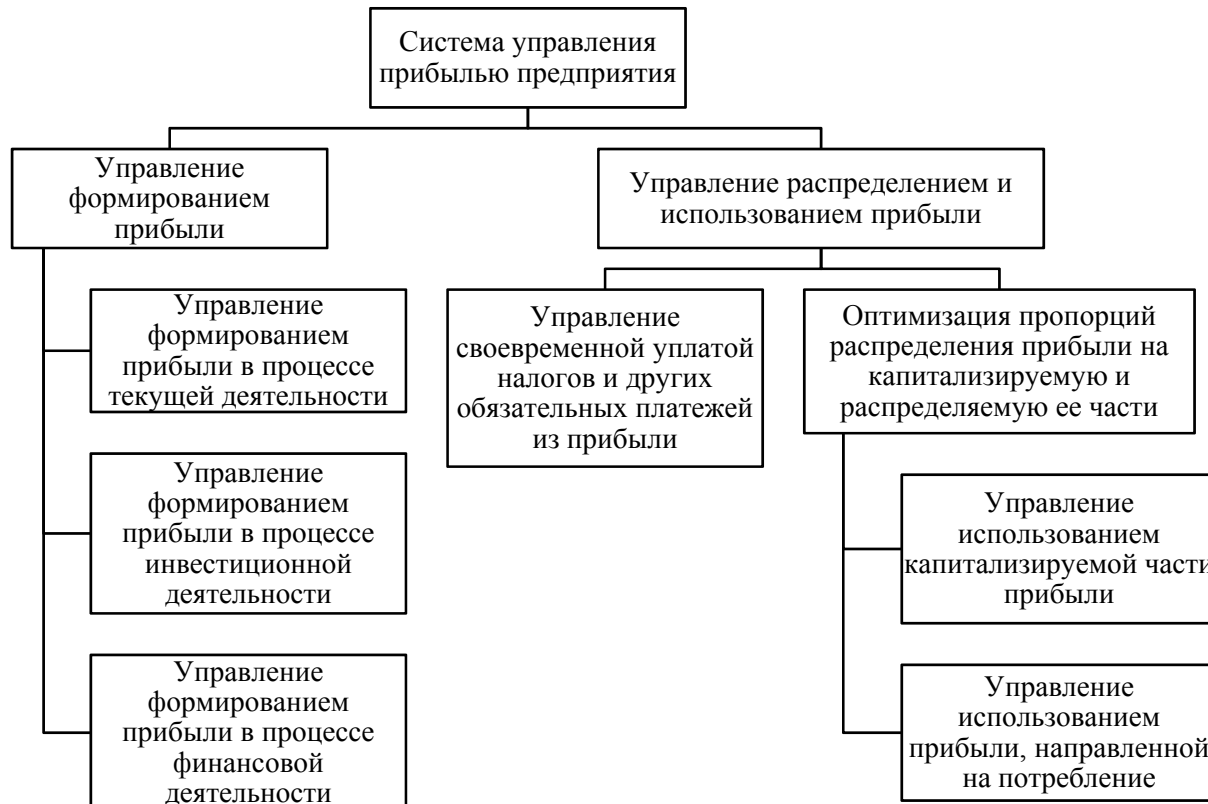 Система управления
прибылью предприятия
Управление
формированием
прибыли
Управление распределением и
использованием прибыли
Управление
формированием
прибыли в процессе
текущей деятельности
Управление
формированием
прибыли в процессе
инвестиционной
деятельности
Управление
формированием
прибыли в процессе
финансовой
деятельности
Управление
своевременной уплатой
налогов и других
обязательных платежей
из прибыли
Оптимизация пропорций
распределения прибыли на
капитализируемую и
распределяемую ее части
Управление
использованием
капитализируемой части
прибыли
Управление
использованием
прибыли, направленной
на потребление